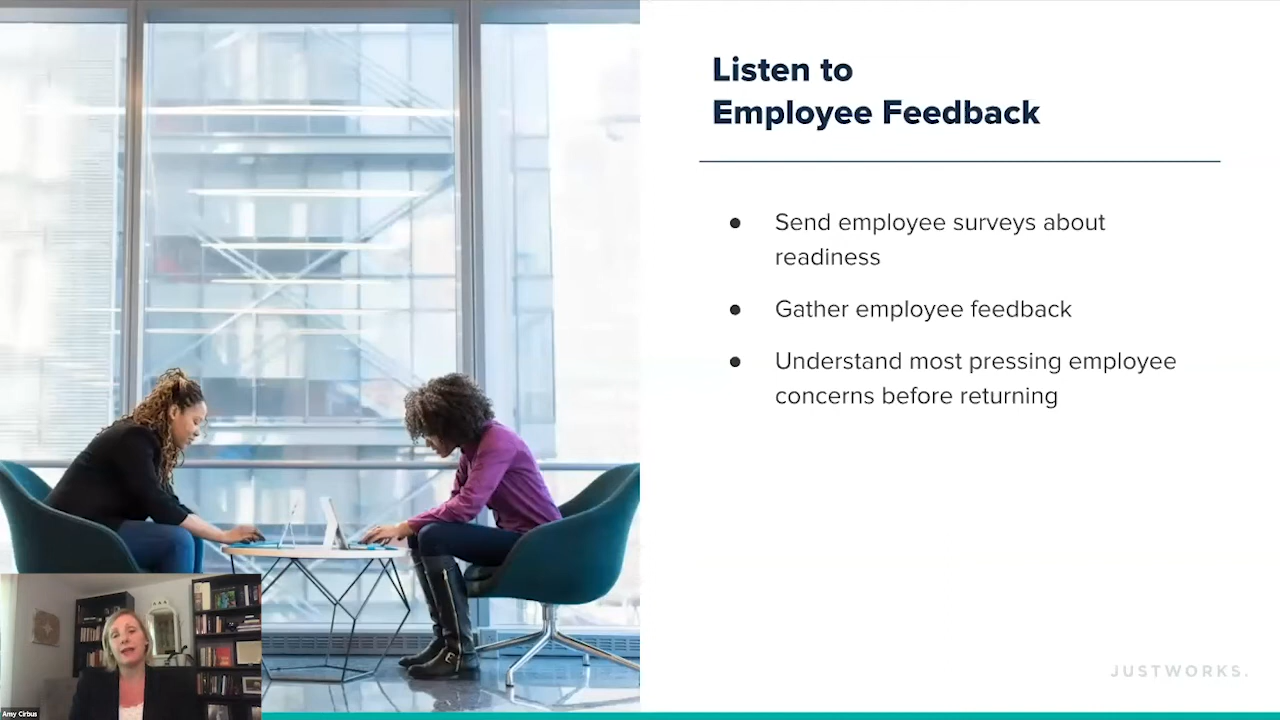 Listen to
Employee Feedback
● Send employee surveys about
readiness
● Gather employee feedback
● Understand most pressing employee
concerns before returning
JUSTWORKS.
Amy Cirbus